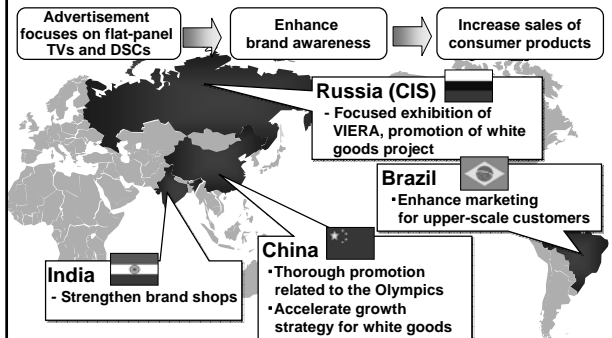 Advertisement
focuses on flat-panel
TVs and DSCs
Enhance
brand awareness
Increase sales of
consumer products
Russia (CIS)
- Focused exhibition of
VIERA, promotion of white
goods project
Brazil
▪Enhance marketing
for upper-scale customers
China
▪Thorough promotion
related to the Olympics
▪Accelerate growth
strategy for white goods
India
- Strengthen brand shops